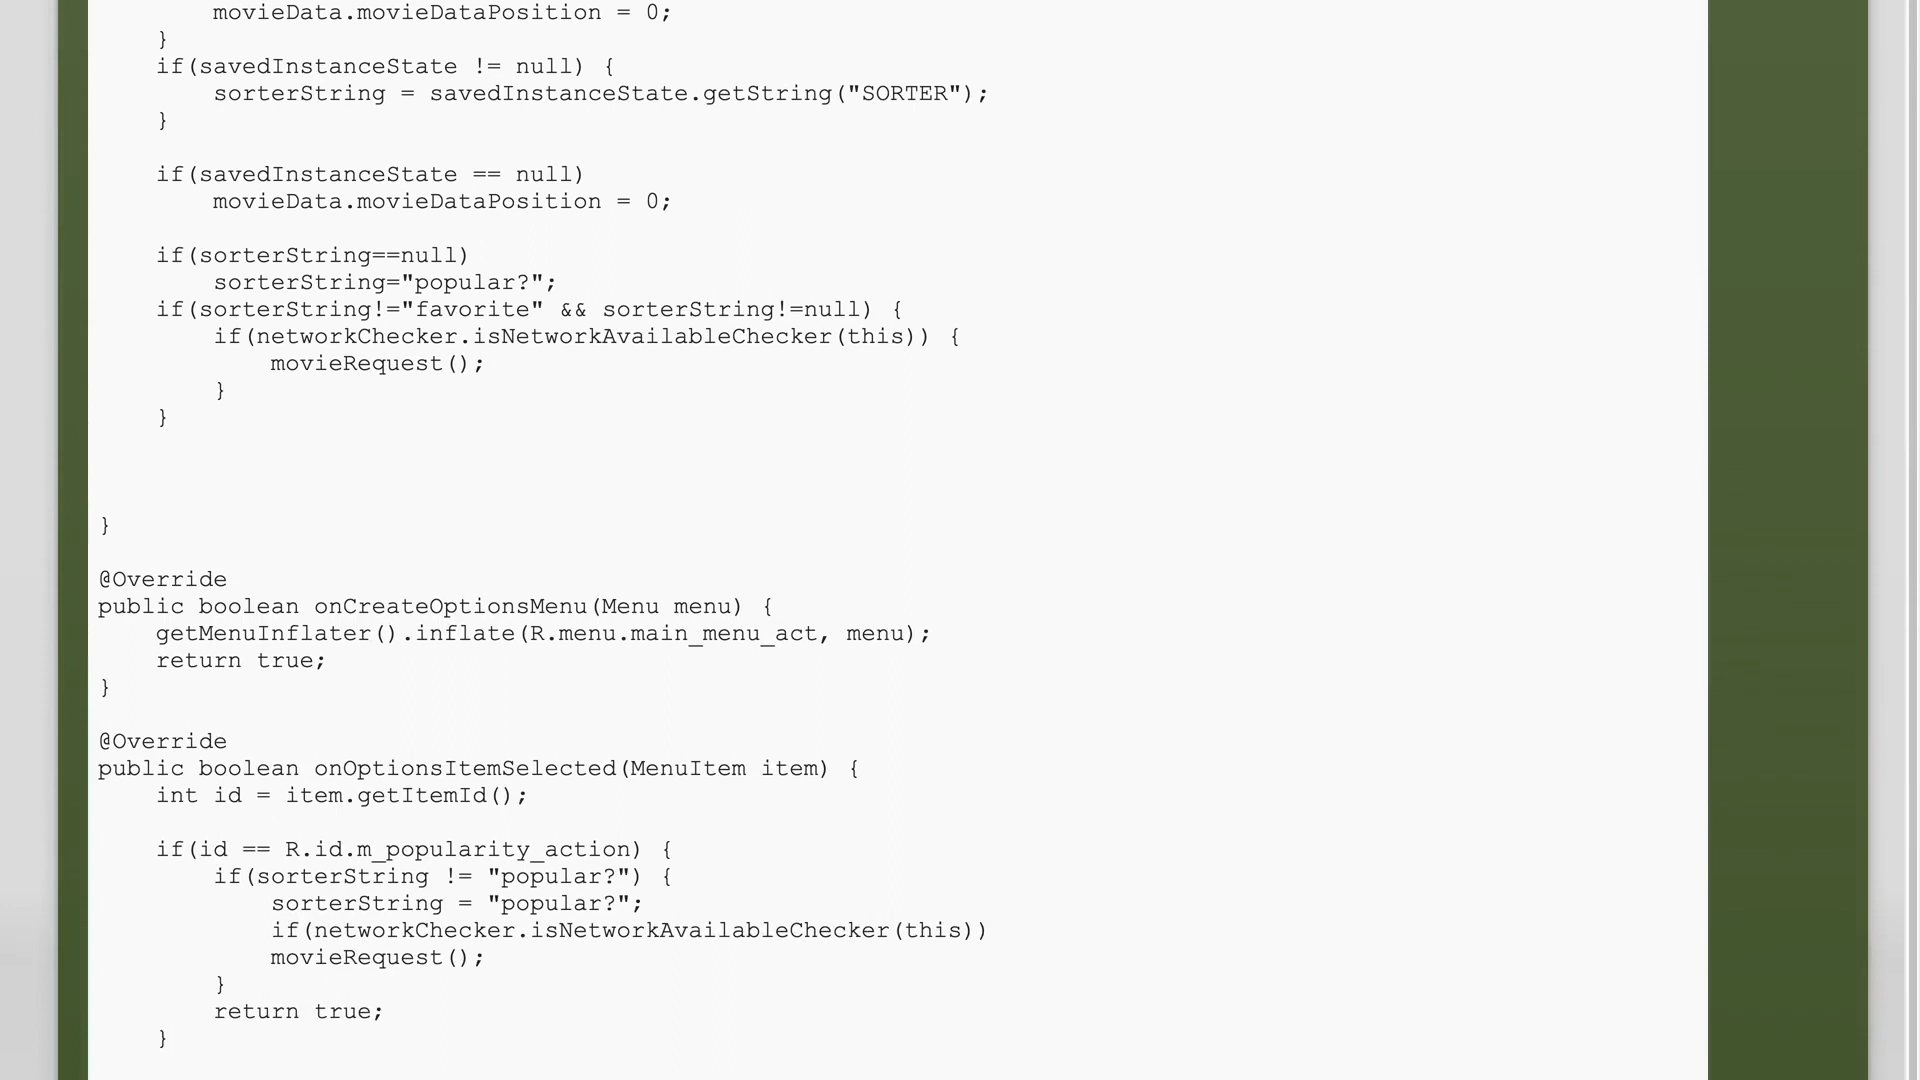 movieData.movieDataPosition = 0;
}
if(savedInstanceState != null) {
sorterString = savedInstanceState.getString("SORTER");
}
if(savedInstanceState == null)
movieData.movieDataPosition = 0;
if(sorterString==null)
sorterString="popular?";
if(sorterString!="favorite" && sorterString!=null) {
if(networkChecker.isNetworkAvailableChecker(this)) {
movieRequest();
}
}
}
@Override
public boolean onCreateOptionsMenu(Menu menu) {
getMenuInflater().inflate(R.menu.main_menu_act, menu);
return true;
}
@Override
public boolean onOptionsItemSelected(MenuItem item) {
int id = item.getItemId();
if(id == R.id.m_popularity_action) {
if(sorterString != "popular?") {
sorterString = "popular?";
if(networkChecker.isNetworkAvailableChecker(this))
movieRequest();
}
return true;
}